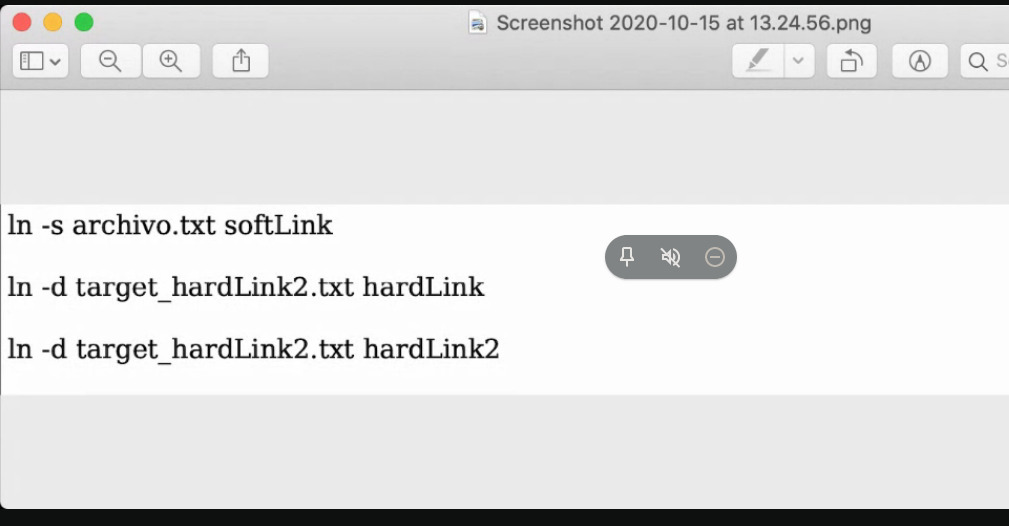 Screenshot 2020-10-15 at 13.24.56.png
ln -s archivo.txt softLink
ln -d target_hardLink2.txt hardLink
ln -d target_hardLink2.txt hardLink2